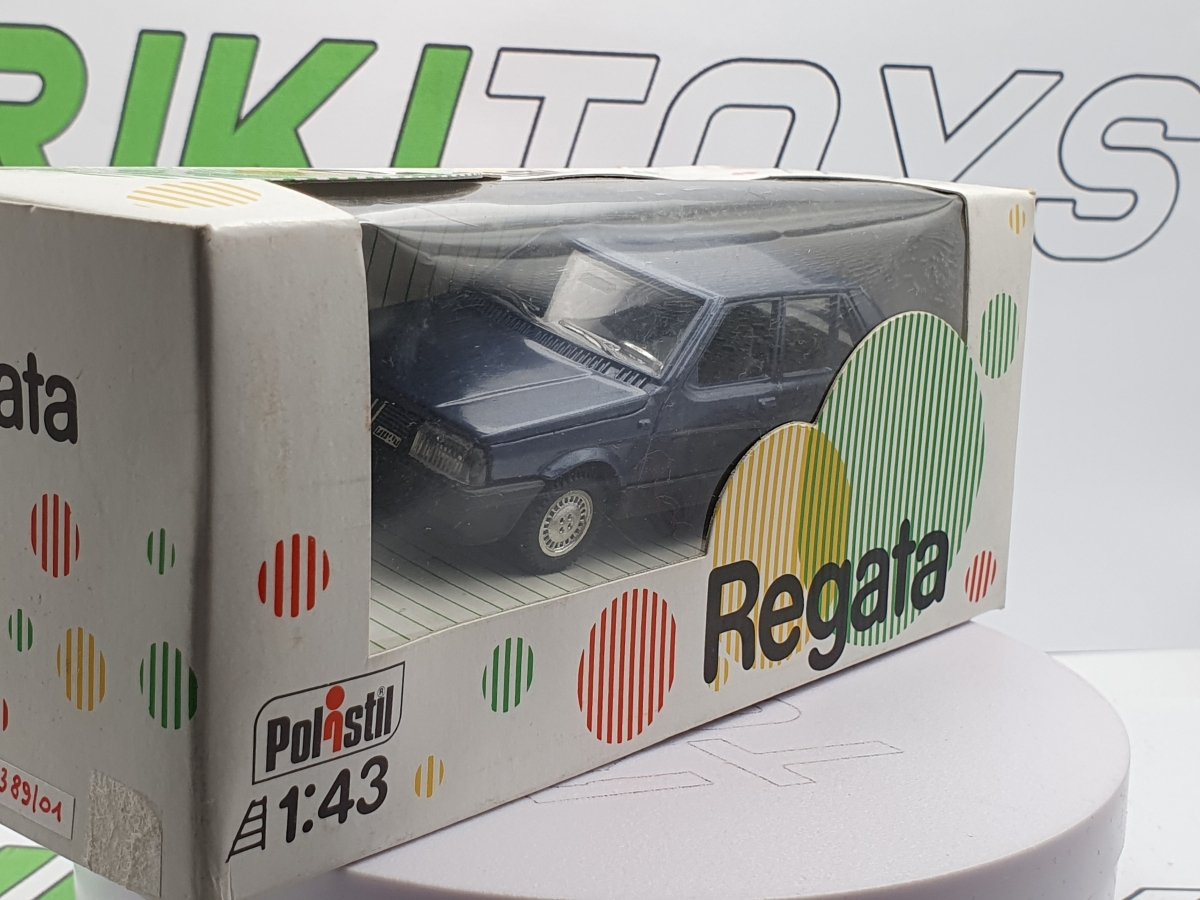 RIKITOYS
ata
Regata
Polistil®
1:43
389/01